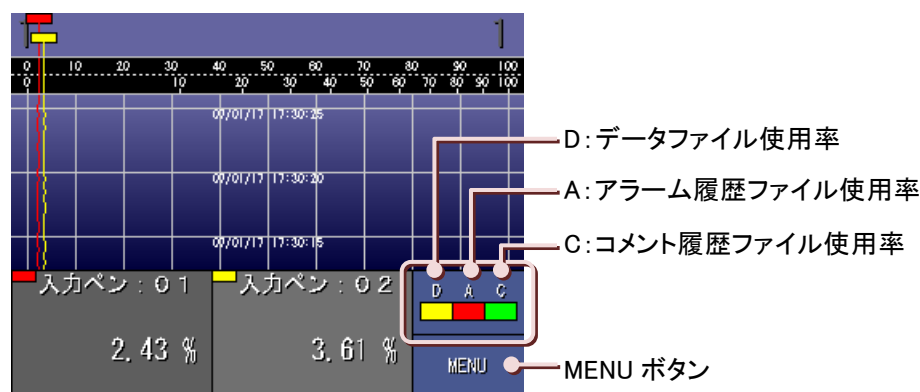 1 1
0 10 20 30 40 50 60 70 80 90 100
0 10 20 30 40 50 60 70 80 90 100
07/01/17 17:30:25
07/01/17 17:30:20
07/01/17 17:30:15
入力ペン:01
2.43 %
入力ペン:02
3.61 %
D A C
MENU
D:データファイル使用率
A:アラーム履歴ファイル使用率
C:コメント履歴ファイル使用率
MENU ボタン